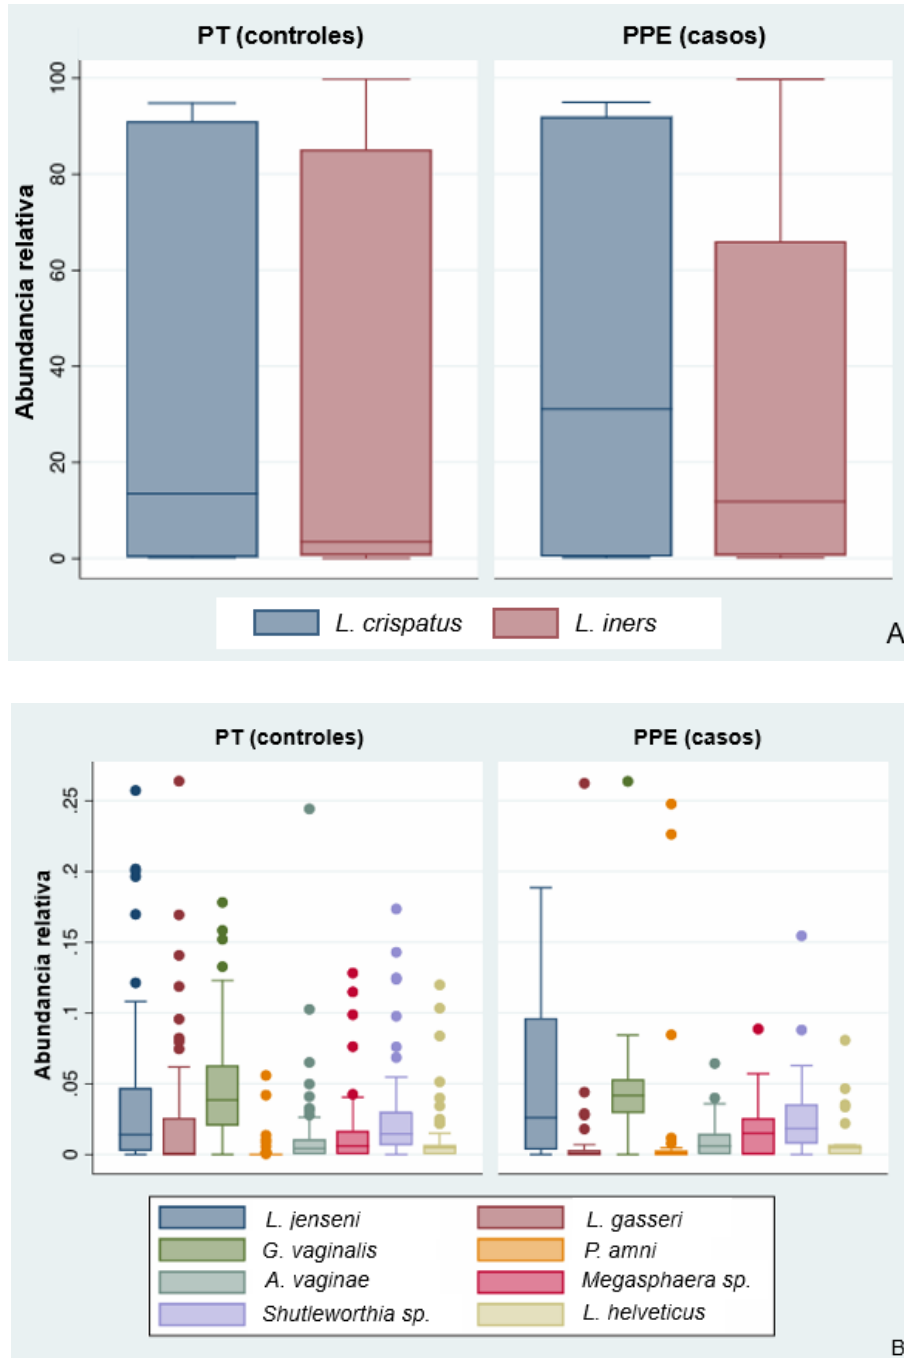 PT (controles) PPE (casos)
Abundancia relativa
100
80
60
40
20
0
L. crispatus L. iners
A
PT (controles) PPE (casos)
Abundancia relativa
.25
.2
.15
.1
.05
0
L. jenseni L. gasseri
G. vaginalis P. amni
A. vaginae Megasphaera sp.
Shutleworthia sp. L. helveticus
B